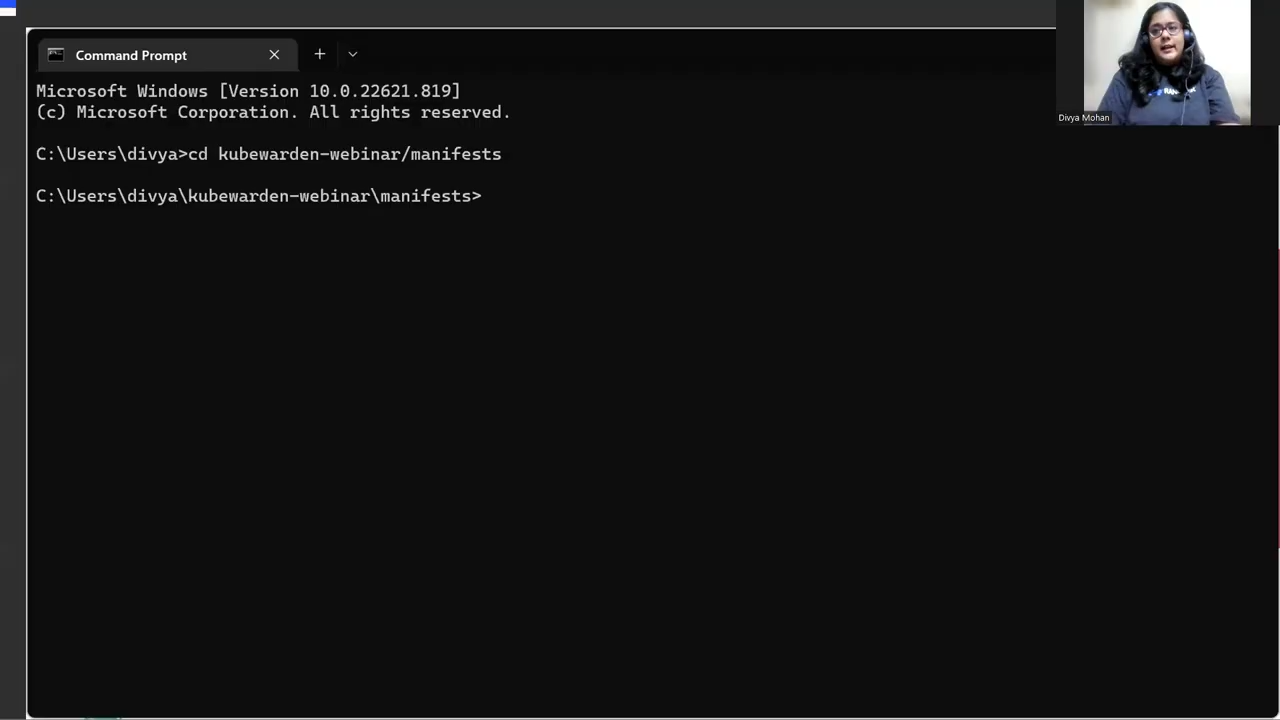 Command Prompt
Microsoft Windows [Version 10.0.22621.819]
(c) Microsoft Corporation. All rights reserved.
C:\Users\divya>cd kubewarden-webinar/manifests
C:\Users\divya\kubewarden-webinar\manifests>
Divya Mohan